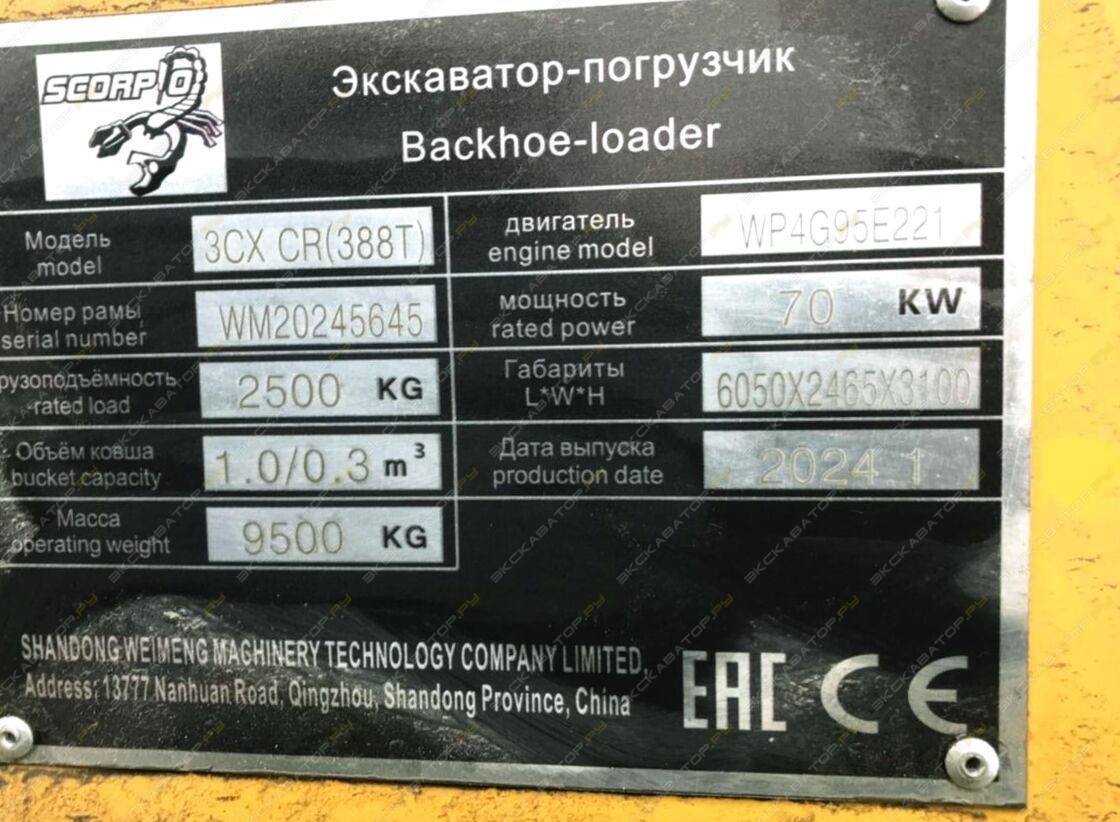 SCORPIO
Экскаватор-погрузчик
Backhoe-loader
Модель
model
3CX CR(388T)
Номер рамы
serial number
WM20245645
рузоподъёмность
rated load
2500 KG
Объём ковша
bucket capacity
1.0/0.3 m³
Масса
operating weight
9500 KG
двигатель
engine model
WP4G95E221
мощность
rated power
70 KW
Габариты
L*W*H
6050X2465X3100
Дата выпуска
production date
2024 1
SHANDONG WEIMENG MACHINERY TECHNOLOGY COMPANY LIMITED,
Address: 13777 Nanhuan Road, Qingzhou, Shandong Province, China
EAC CE
ЭКСКАВАТОР.РУ